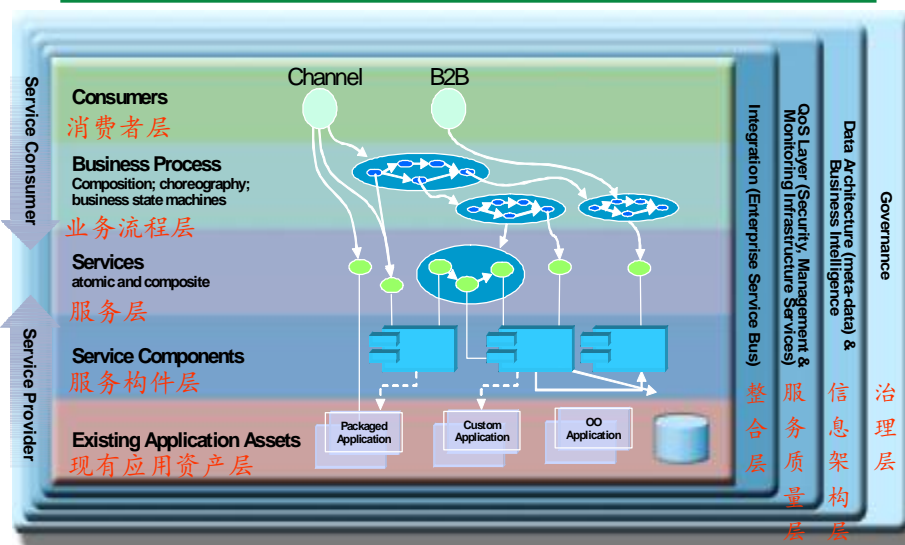 Channel
B2B
Consumers
消费者层
Business Process
Composition; choreography;
business state machines
业务流程层
Services
atomic and composite
服务层
Service Components
服务构件层
Existing Application Assets
现有应用资产层
Packaged
Application
Custom
Application
OO
Application
Service Consumer
Service Provider
Integration (Enterprise Service Bus)
整合层
QoS Layer (Security, Management &
Monitoring Infrastructure Services)
服务质量层
Data Architecture (meta-data) &
Business Intelligence
信息架构层
Governance
治理层